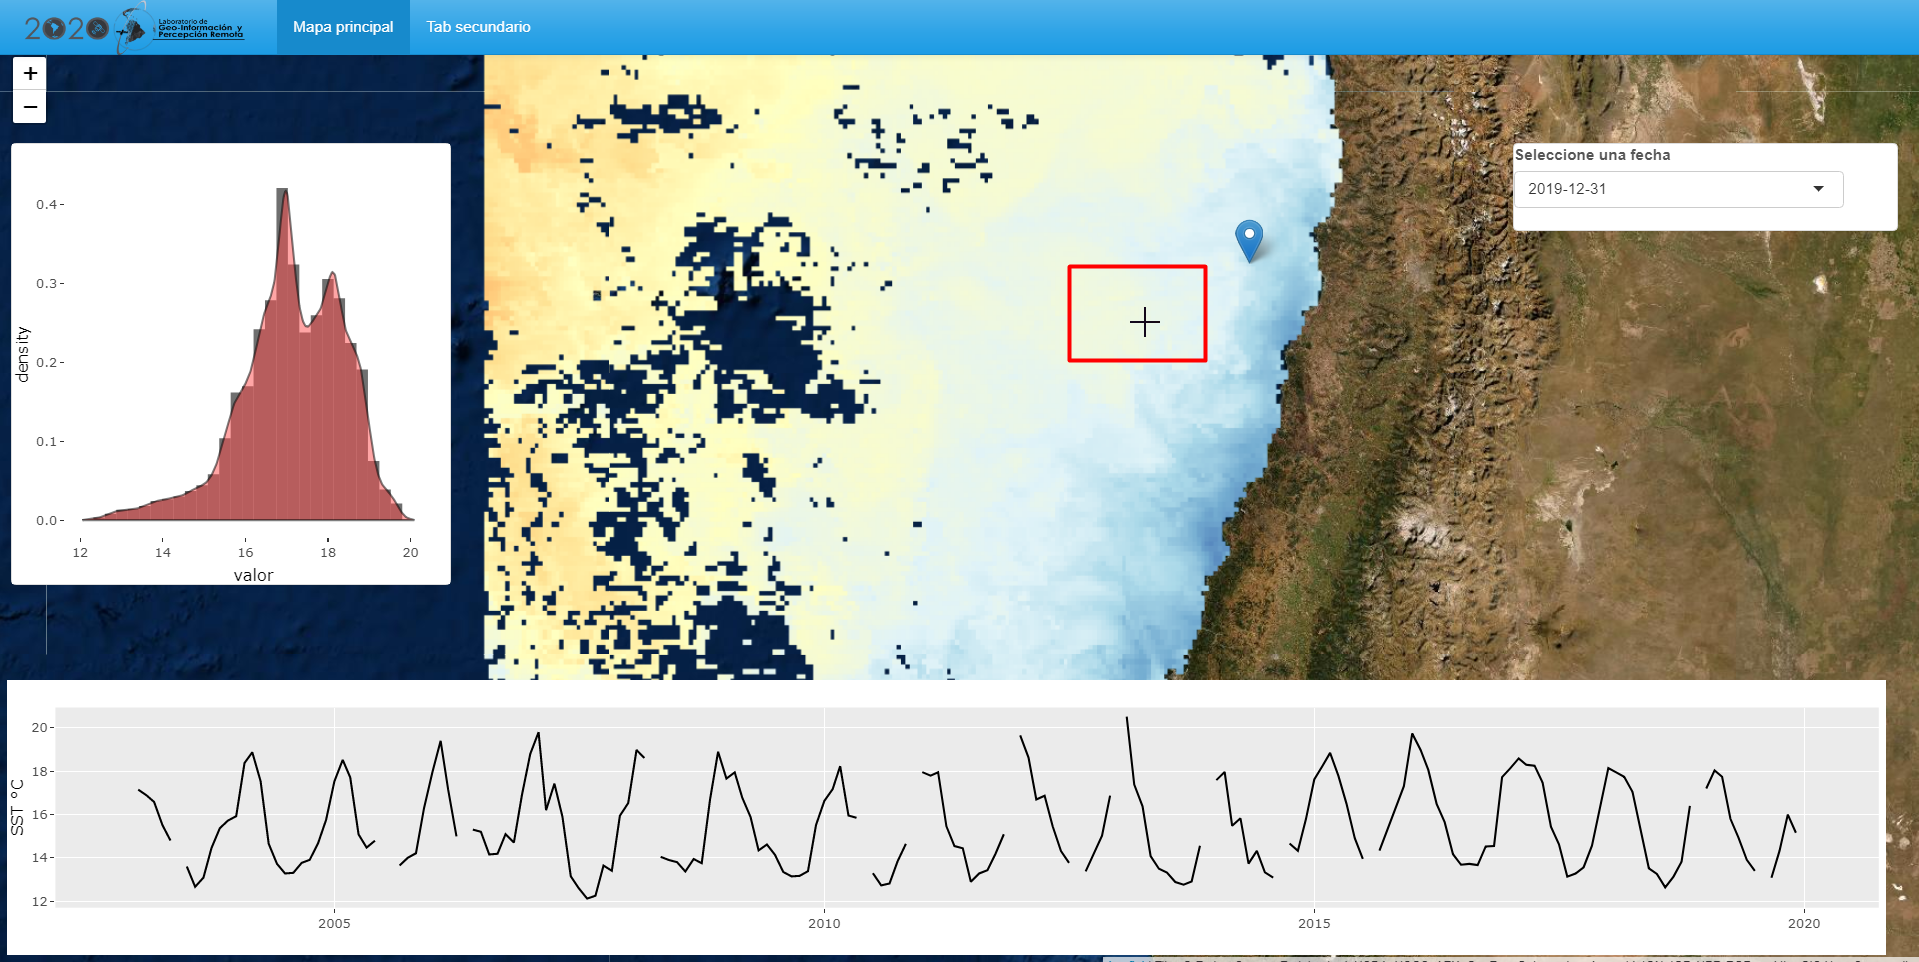 2020
Laboratorio de
Geo-Información y
Percepción Remota
Mapa principal
Tab secundario
+
−
Seleccione una fecha
2019-12-31
density
0.4
0.3
0.2
0.1
0.0
12 14 16 18 20
valor
SST °C
20
18
16
14
12
2005 2010 2015 2020